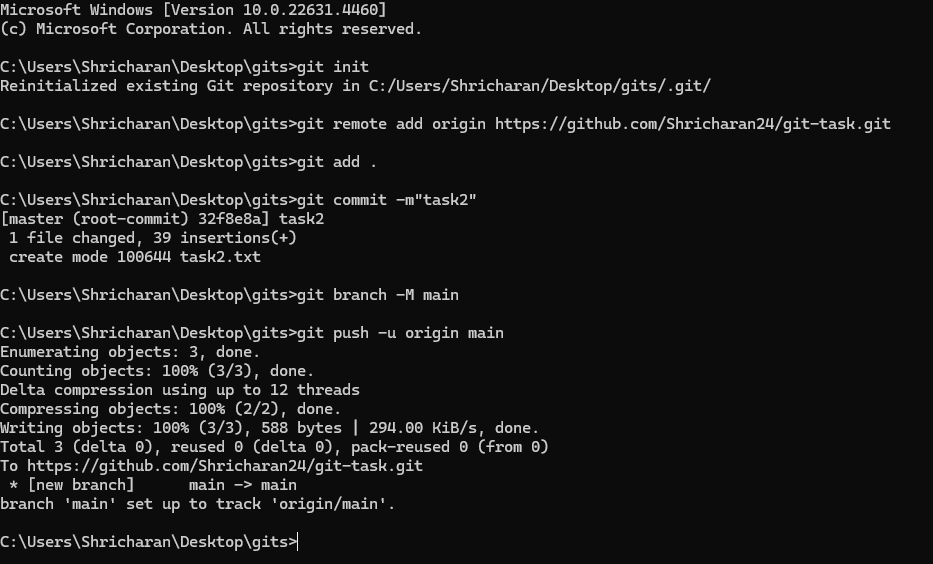 Microsoft Windows [Version 10.0.22631.4460]
(c) Microsoft Corporation. All rights reserved.
C:\Users\Shricharan\Desktop\gits>git init
Reinitialized existing Git repository in C:/Users/Shricharan/Desktop/gits/.git/
C:\Users\Shricharan\Desktop\gits>git remote add origin https://github.com/Shricharan24/git-task.git
C:\Users\Shricharan\Desktop\gits>git add .
C:\Users\Shricharan\Desktop\gits>git commit -m"task2"
[master (root-commit) 32f8e8a] task2
 1 file changed, 39 insertions(+)
 create mode 100644 task2.txt
C:\Users\Shricharan\Desktop\gits>git branch -M main
C:\Users\Shricharan\Desktop\gits>git push -u origin main
Enumerating objects: 3, done.
Counting objects: 100% (3/3), done.
Delta compression using up to 12 threads
Compressing objects: 100% (2/2), done.
Writing objects: 100% (3/3), 588 bytes | 294.00 KiB/s, done.
Total 3 (delta 0), reused 0 (delta 0), pack-reused 0 (from 0)
To https://github.com/Shricharan24/git-task.git
 * [new branch]      main -> main
branch 'main' set up to track 'origin/main'.
C:\Users\Shricharan\Desktop\gits>